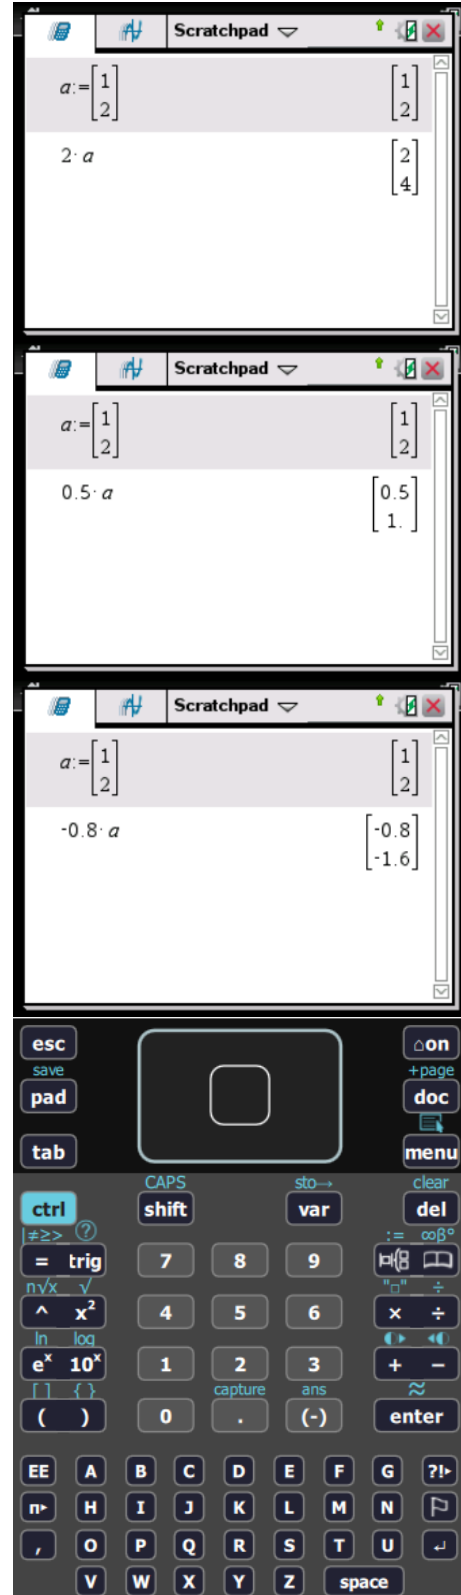 Scratchpad
a:=[1 2] [1 2]
2·a [2 4]
Scratchpad
a:=[1 2] [1 2]
0.5·a [0.5 1.]
Scratchpad
a:=[1 2] [1 2]
-0.8·a [-0.8 -1.6]
esc on
save +page
pad doc
tab menu
CAPS sto→ clear
ctrl shift var del
|≠≥> ? := ∞β°
= trig 7 8 9
n√x √ "□" ÷
^ x² 4 5 6 × ÷
ln log
eˣ 10ˣ 1 2 3 + −
[ ] { } capture ans ≈
( ) 0 . (-) enter
EE A B C D E F G ?!▸
π▸ H I J K L M N
, O P Q R S T U ↵
V W X Y Z space